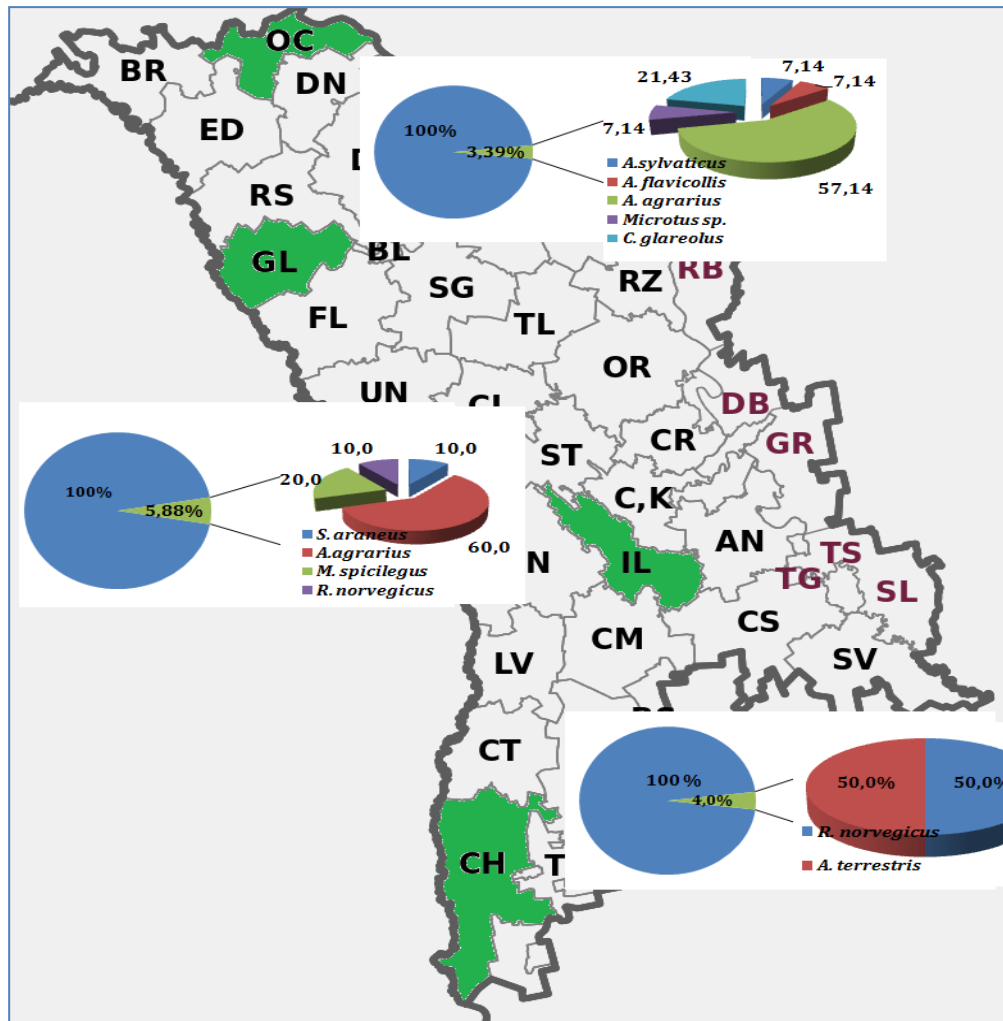 OC
BR
DN
ED
RS
GL
BL
SG
RZ
RB
FL
TL
UN
OR
DB
GR
CR
ST
C,K
AN
TS
IL
TG
SL
CS
CM
SV
LV
CT
CH
100%
3,39%
21,43
7,14
7,14
7,14
57,14
A.sylvaticus
A. flavicollis
A. agrarius
Microtus sp.
C. glareolus
100%
5,88%
10,0
10,0
20,0
60,0
S. araneus
A.agrarius
M. spicilegus
R. norvegicus
100 %
4,0%
50,0%
50,0%
R. norvegicus
A. terrestris